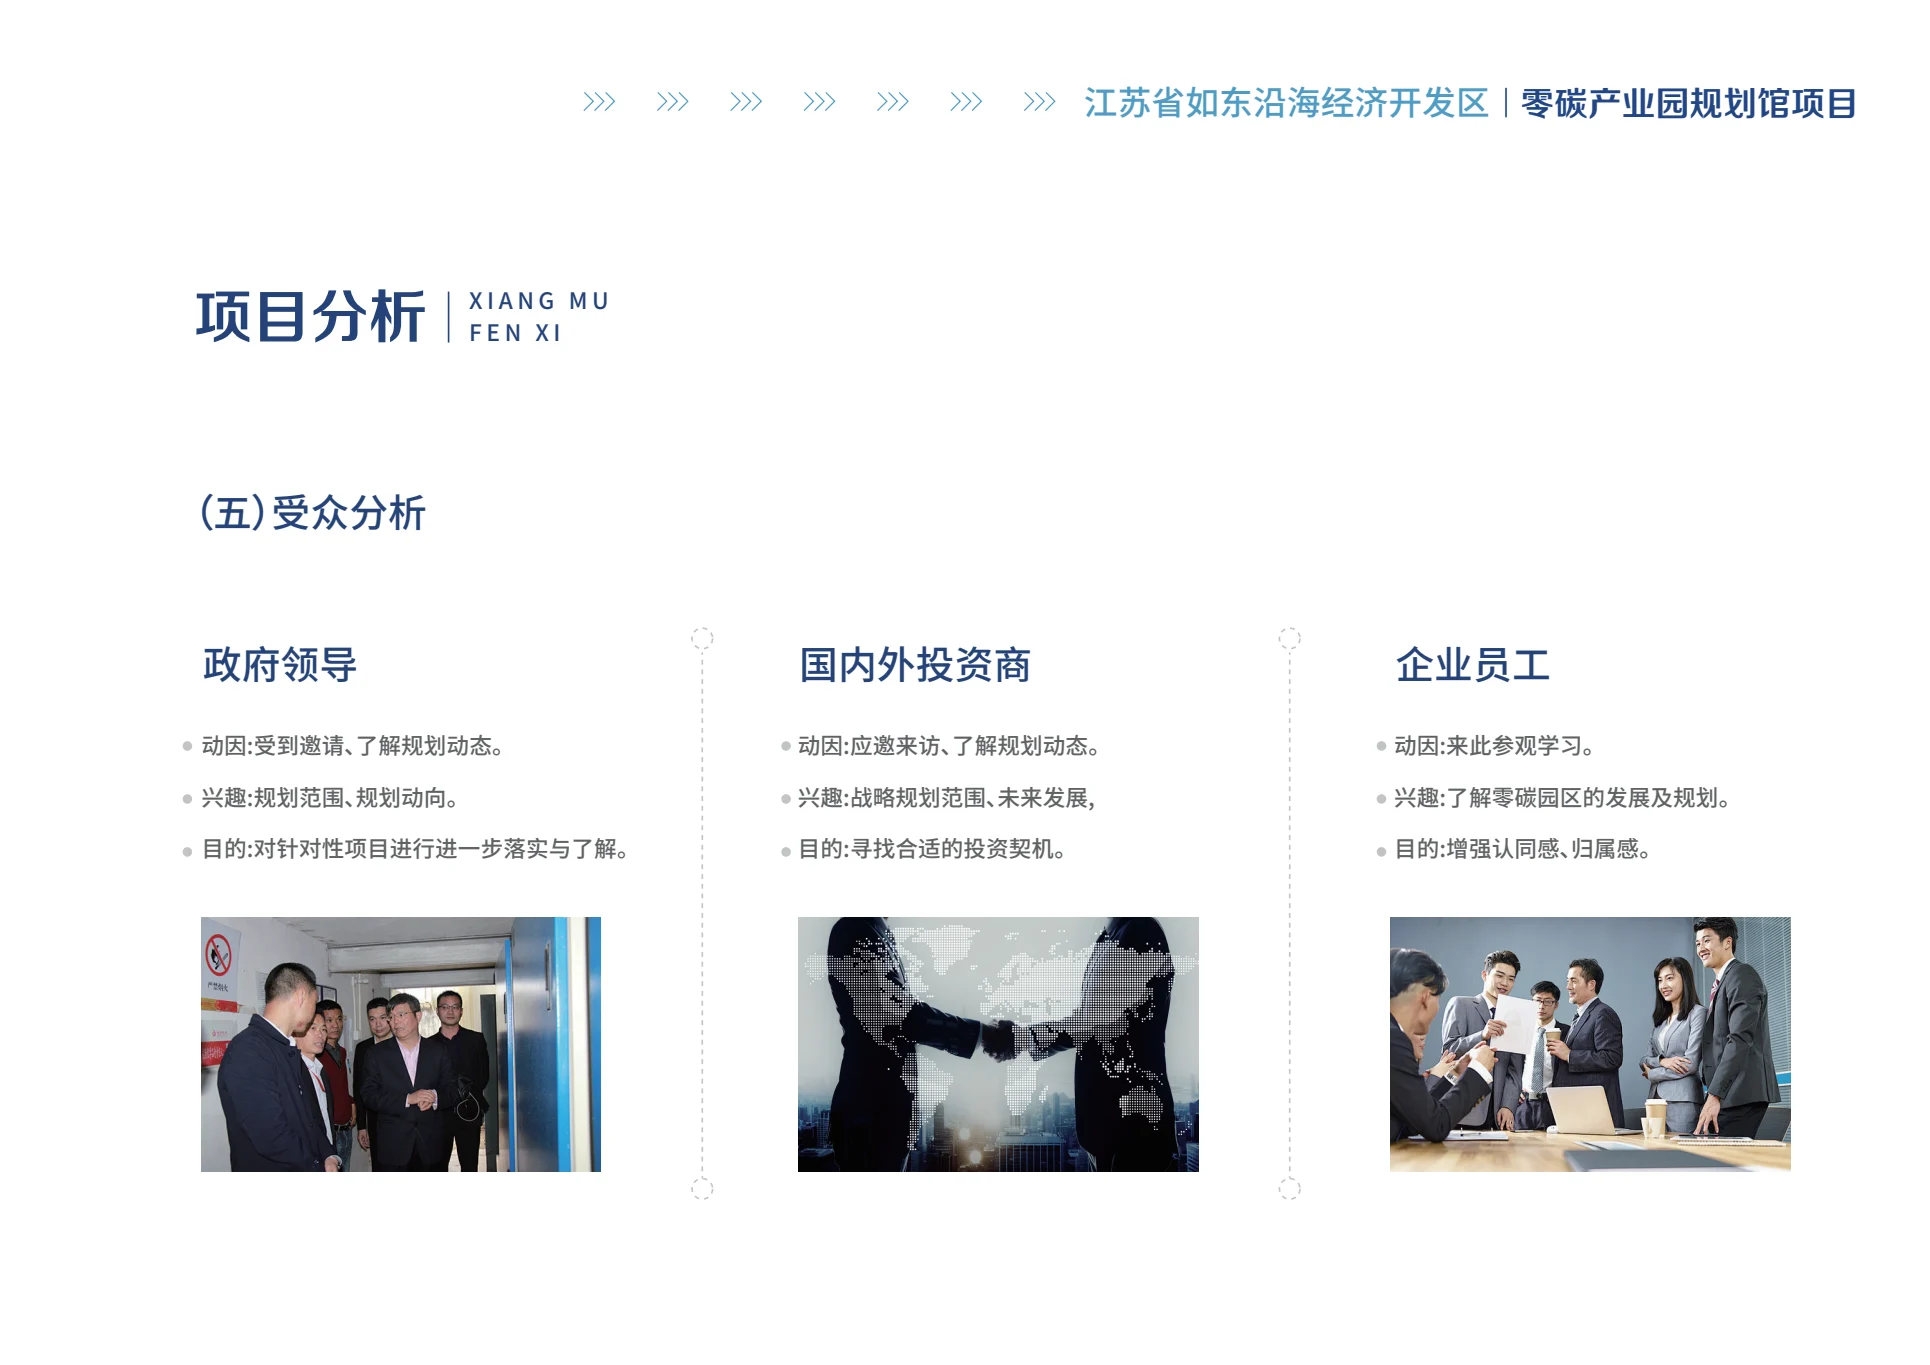 江苏省如东沿海经济开发区|零碳产业园规划馆项目
项目分析
XIANG MU
FEN XI
(五)受众分析
政府领导
动因:受到邀请、了解规划动态。
兴趣:规划范围、规划动向。
目的:对针对性项目进行进一步落实与了解。
严禁烟火
国内外投资商
动因:应邀来访、了解规划动态。
兴趣:战略规划范围、未来发展,
目的:寻找合适的投资契机。
企业员工
动因:来此参观学习。
兴趣:了解零碳园区的发展及规划。
目的:增强认同感、归属感。